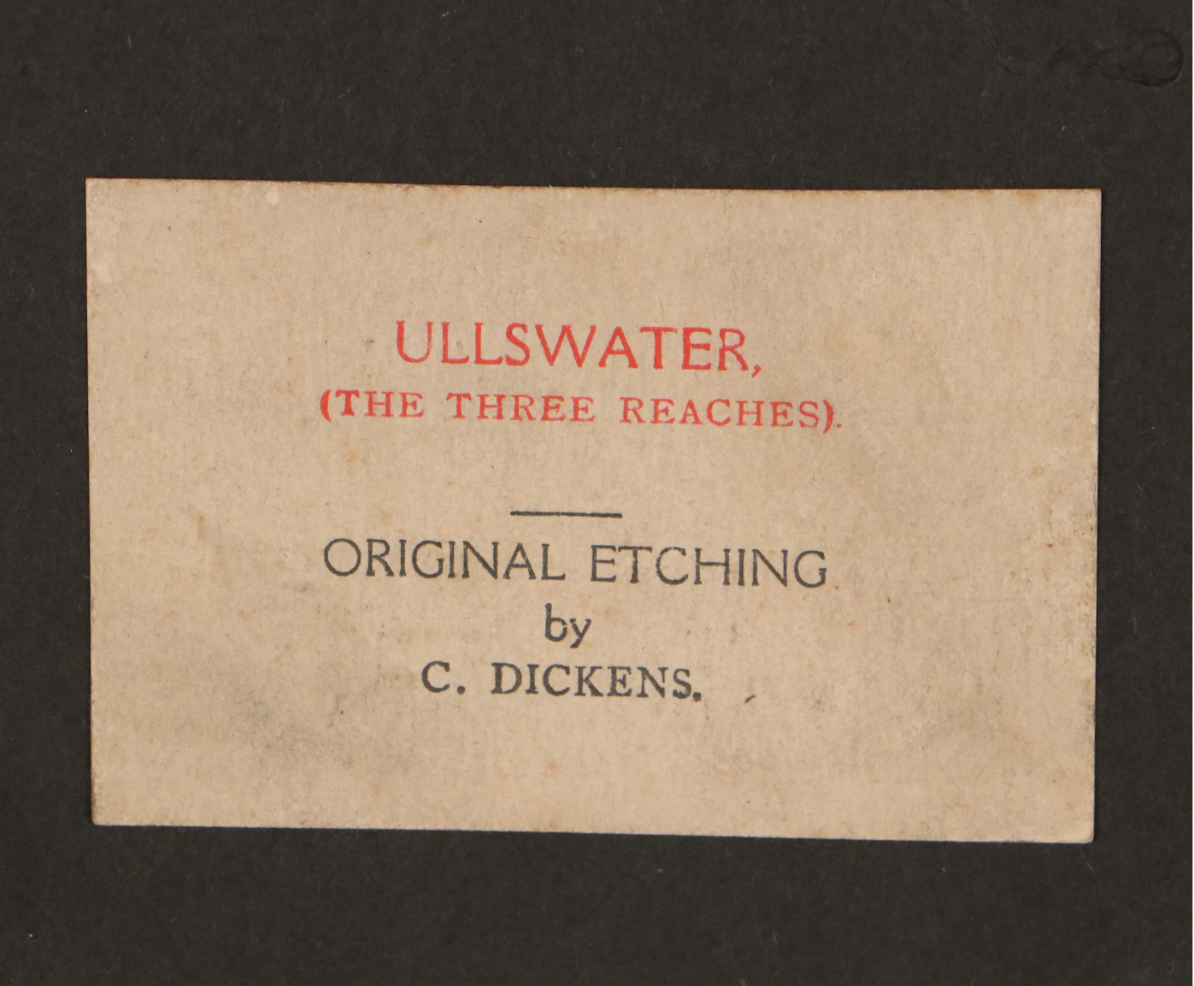 ULLSWATER,
(THE THREE REACHES).
ORIGINAL ETCHING
by
C. DICKENS.